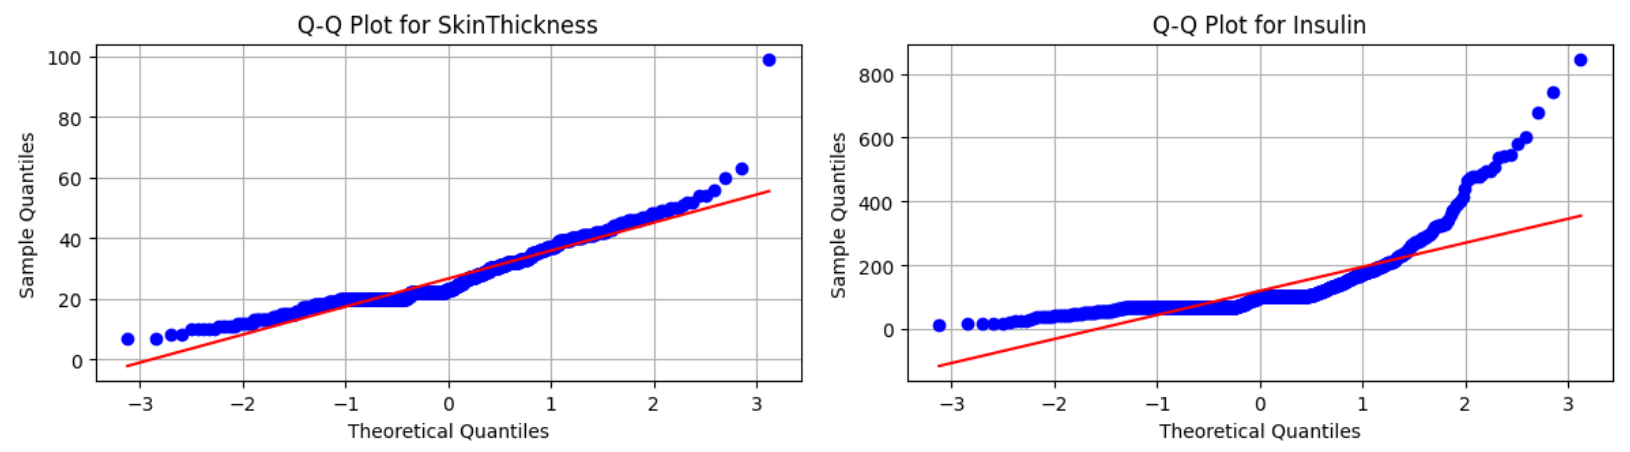 Q-Q Plot for SkinThickness
Sample Quantiles
100
80
60
40
20
0
−3 −2 −1 0 1 2 3
Theoretical Quantiles
Q-Q Plot for Insulin
Sample Quantiles
800
600
400
200
0
−3 −2 −1 0 1 2 3
Theoretical Quantiles